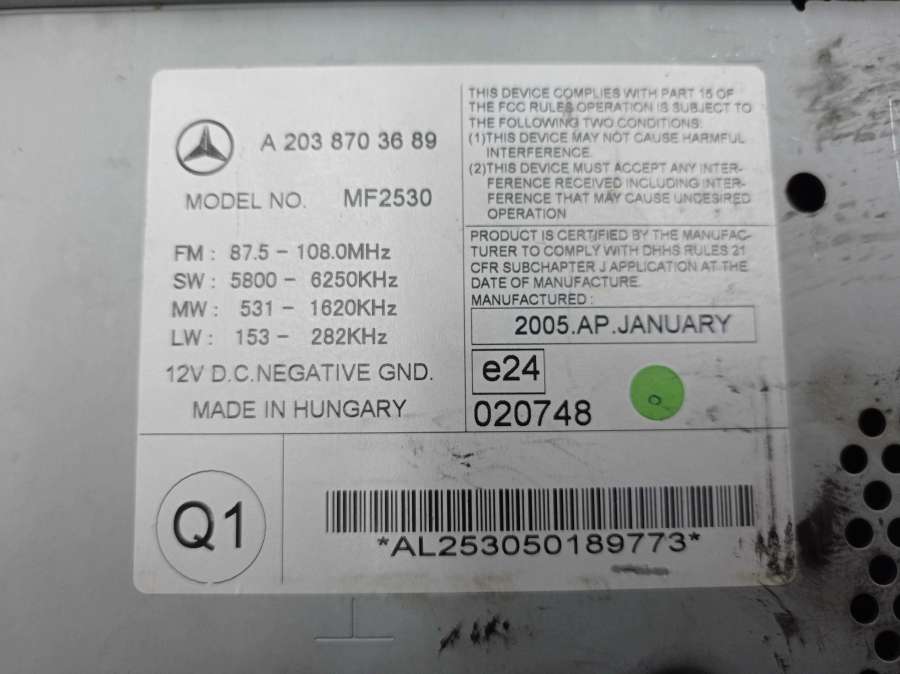 A 203 870 36 89
MODEL NO. MF2530
FM : 87.5 - 108.0MHz
SW : 5800 - 6250KHz
MW : 531 - 1620KHz
LW : 153 - 282KHz
12V D.C.NEGATIVE GND.
MADE IN HUNGARY
THIS DEVICE COMPLIES WITH PART 15 OF
THE FCC RULES OPERATION IS SUBJECT TO
THE FOLLOWING TWO CONDITIONS:
(1)THIS DEVICE MAY NOT CAUSE HARMFUL
INTERFERENCE.
(2)THIS DEVICE MUST ACCEPT ANY INTER-
FERENCE RECEIVED INCLUDING INTER-
FERENCE THAT MAY CAUSE UNDESIRED
OPERATION
PRODUCT IS CERTIFIED BY THE MANUFAC-
TURER TO COMPLY WITH DHHS RULES 21
CFR SUBCHAPTER J APPLICATION AT THE
DATE OF MANUFACTURE.
MANUFACTURED :
2005.AP.JANUARY
e24
020748
Q1
*AL253050189773*